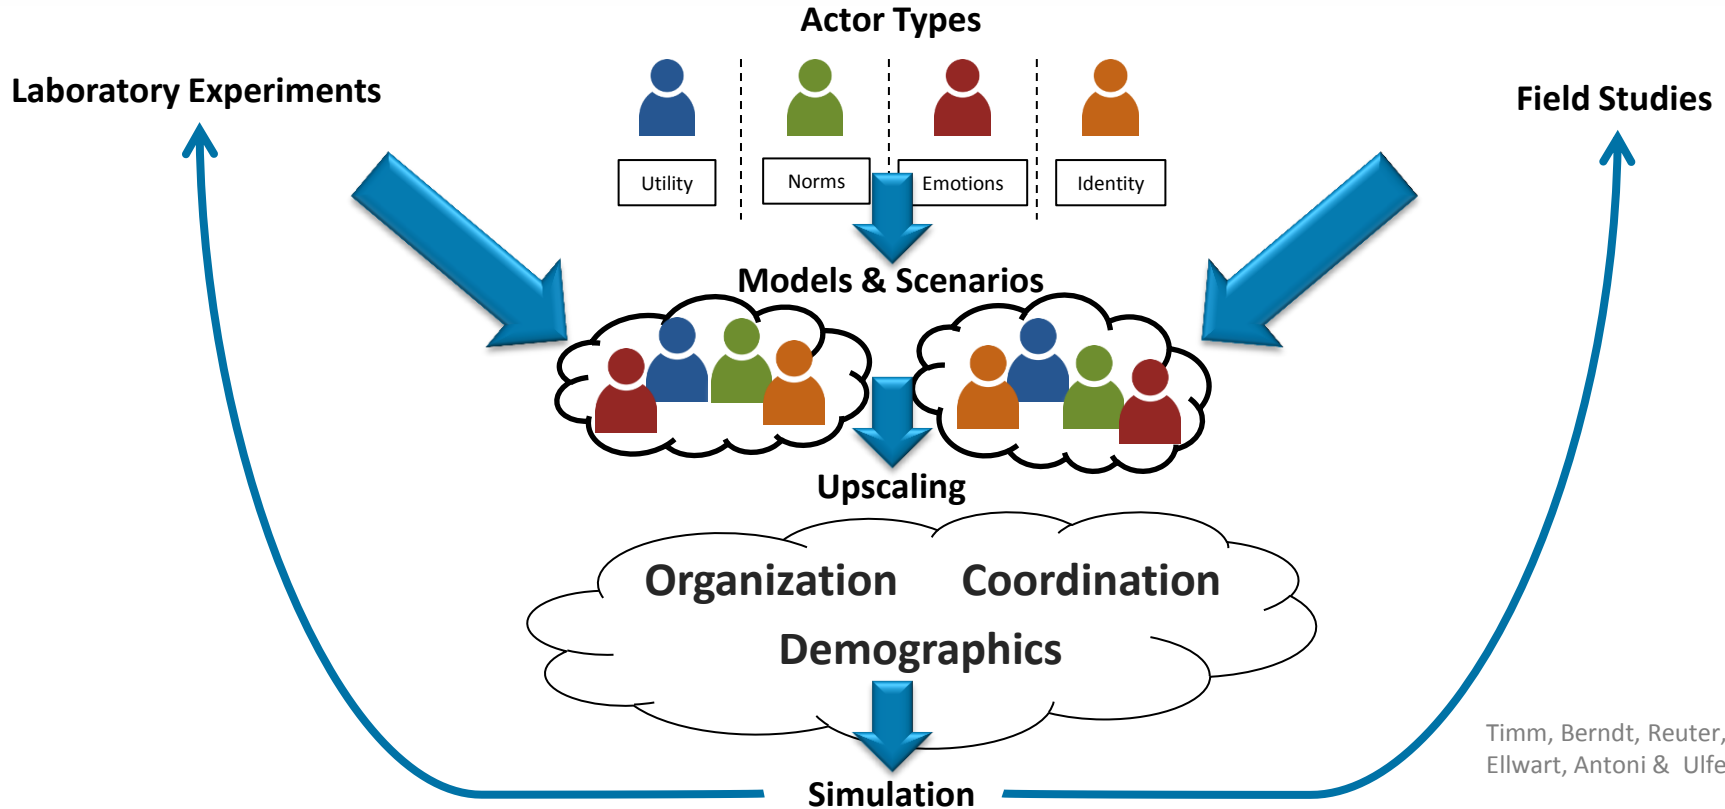 Actor Types
Laboratory Experiments
Field Studies
Utility
Norms
Emotions
Identity
Models & Scenarios
Upscaling
Organization Coordination
Demographics
Timm, Berndt, Reuter,
Ellwart, Antoni & Ulfe
Simulation